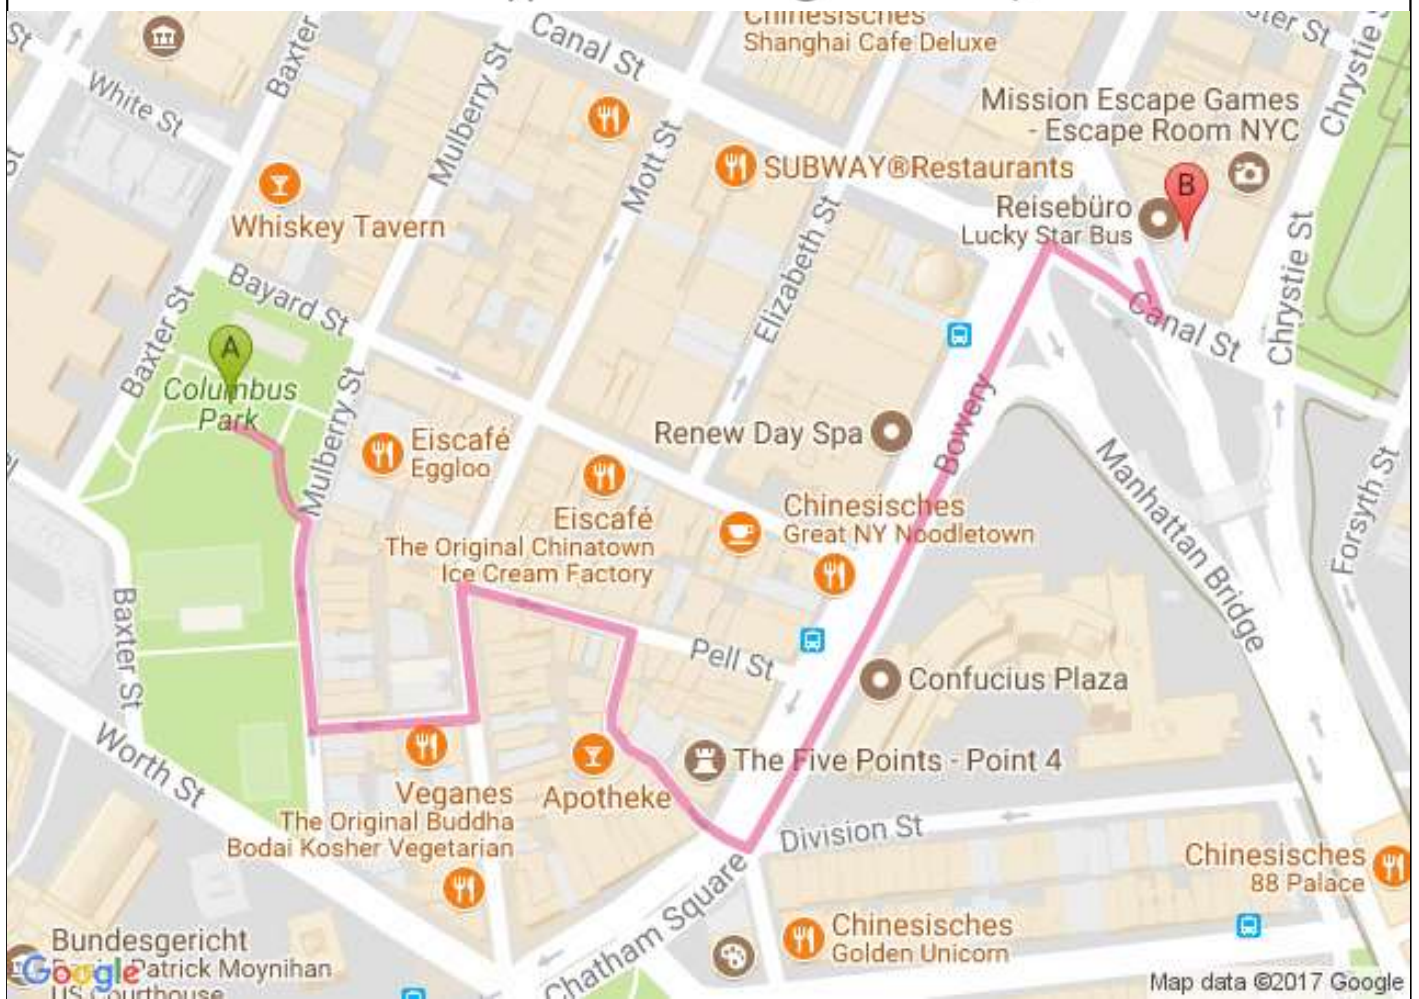 Chinesisches
Shanghai Cafe Deluxe
Canal St
Baxter
Mulberry St
White St
Mott St
Chrystie St
Mission Escape Games
- Escape Room NYC
SUBWAY®Restaurants
B
Reisebüro
Lucky Star Bus
Whiskey Tavern
Elizabeth St
Chrystie St
Bayard St
Baxter St
Canal St
A
Columbus
Park
Mulberry St
Bowery
Renew Day Spa
Eiscafé
Eggloo
Manhattan Bridge
Forsyth St
Eiscafé
The Original Chinatown
Ice Cream Factory
Chinesisches
Great NY Noodletown
Baxter St
Pell St
Confucius Plaza
Worth St
The Five Points - Point 4
Veganes
The Original Buddha
Bodai Kosher Vegetarian
Apotheke
Division St
Chinesisches
88 Palace
Chatham Square
Chinesisches
Golden Unicorn
Bundesgericht
Patrick Moynihan
US Courthouse
Google
Map data ©2017 Google